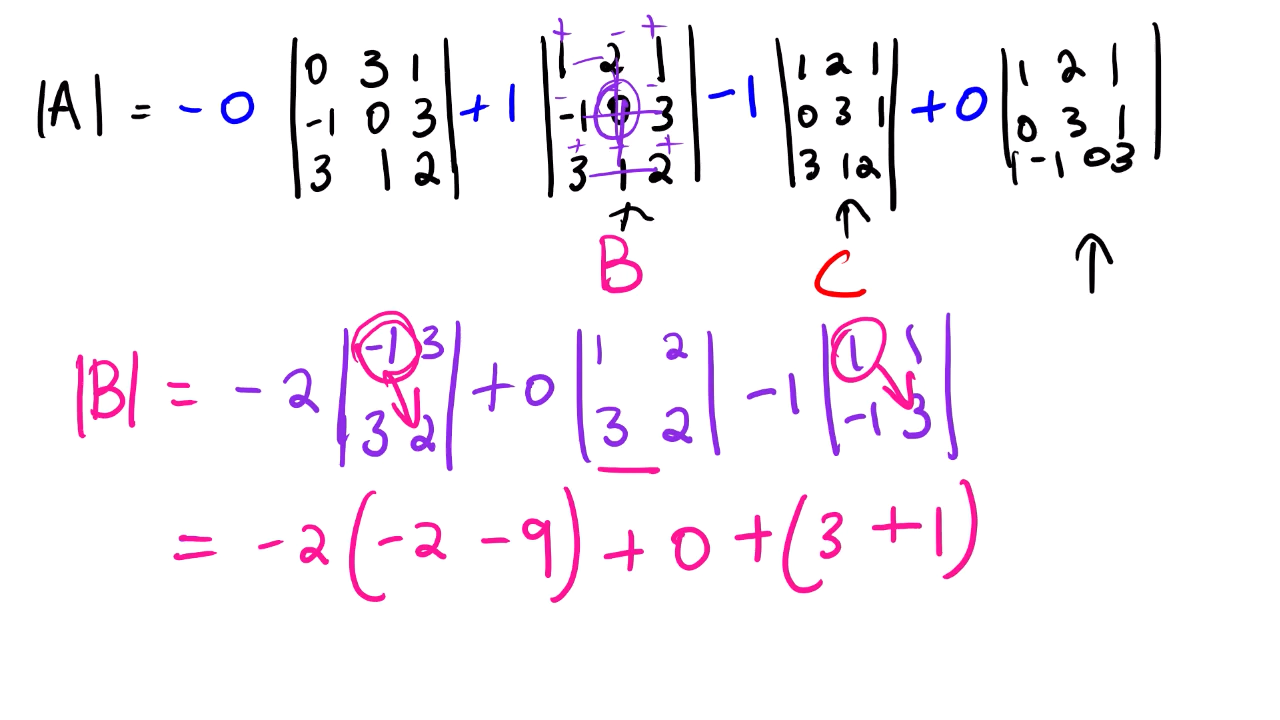 |A| = - 0 |0 3 1| + 1 |1 2 1| - 1 |1 2 1| + 0 |1 2 1|
|-1 0 3| |-1 0 3| |0 3 1| |0 3 1|
|3 1 2| |3 1 2| |3 1 2| |-1 0 3|
+ - +
- + -
+ - +
B C
|B| = - 2 |-1 3| + 0 |1 2| - 1 |1 1|
|3 2| |3 2| |-1 3|
= - 2 (-2 - 9) + 0 + (3 + 1)